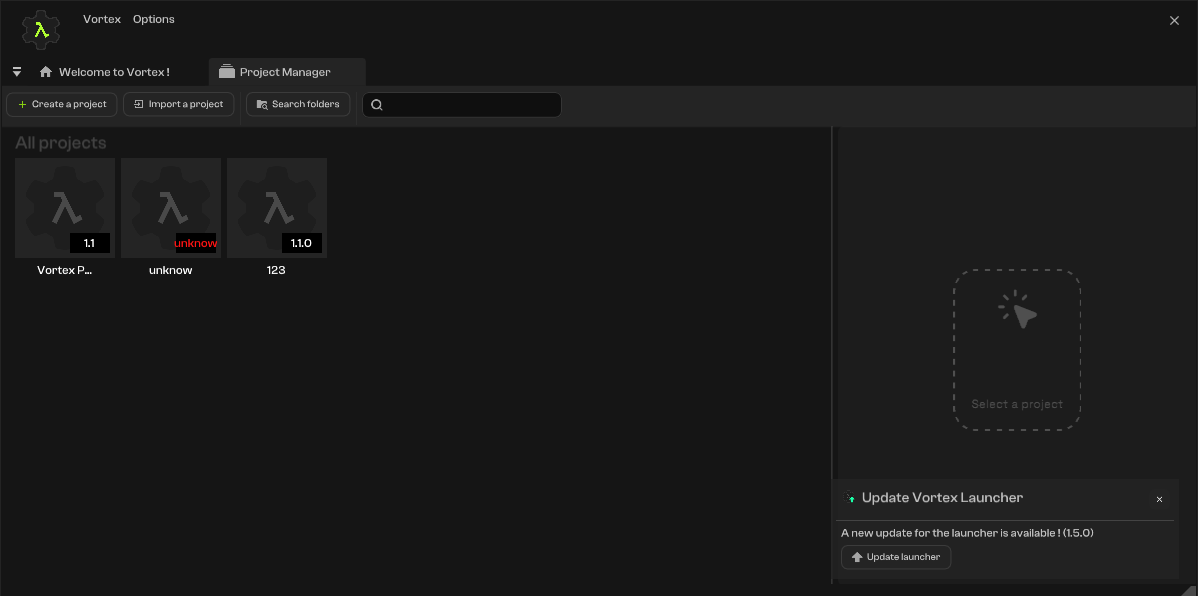 Vortex Options
Welcome to Vortex ! Project Manager
Create a project Import a project Search folders
All projects
1.1 unknow 1.1.0
Vortex P... unknow 123
Select a project
Update Vortex Launcher
A new update for the launcher is available ! (1.5.0)
Update launcher